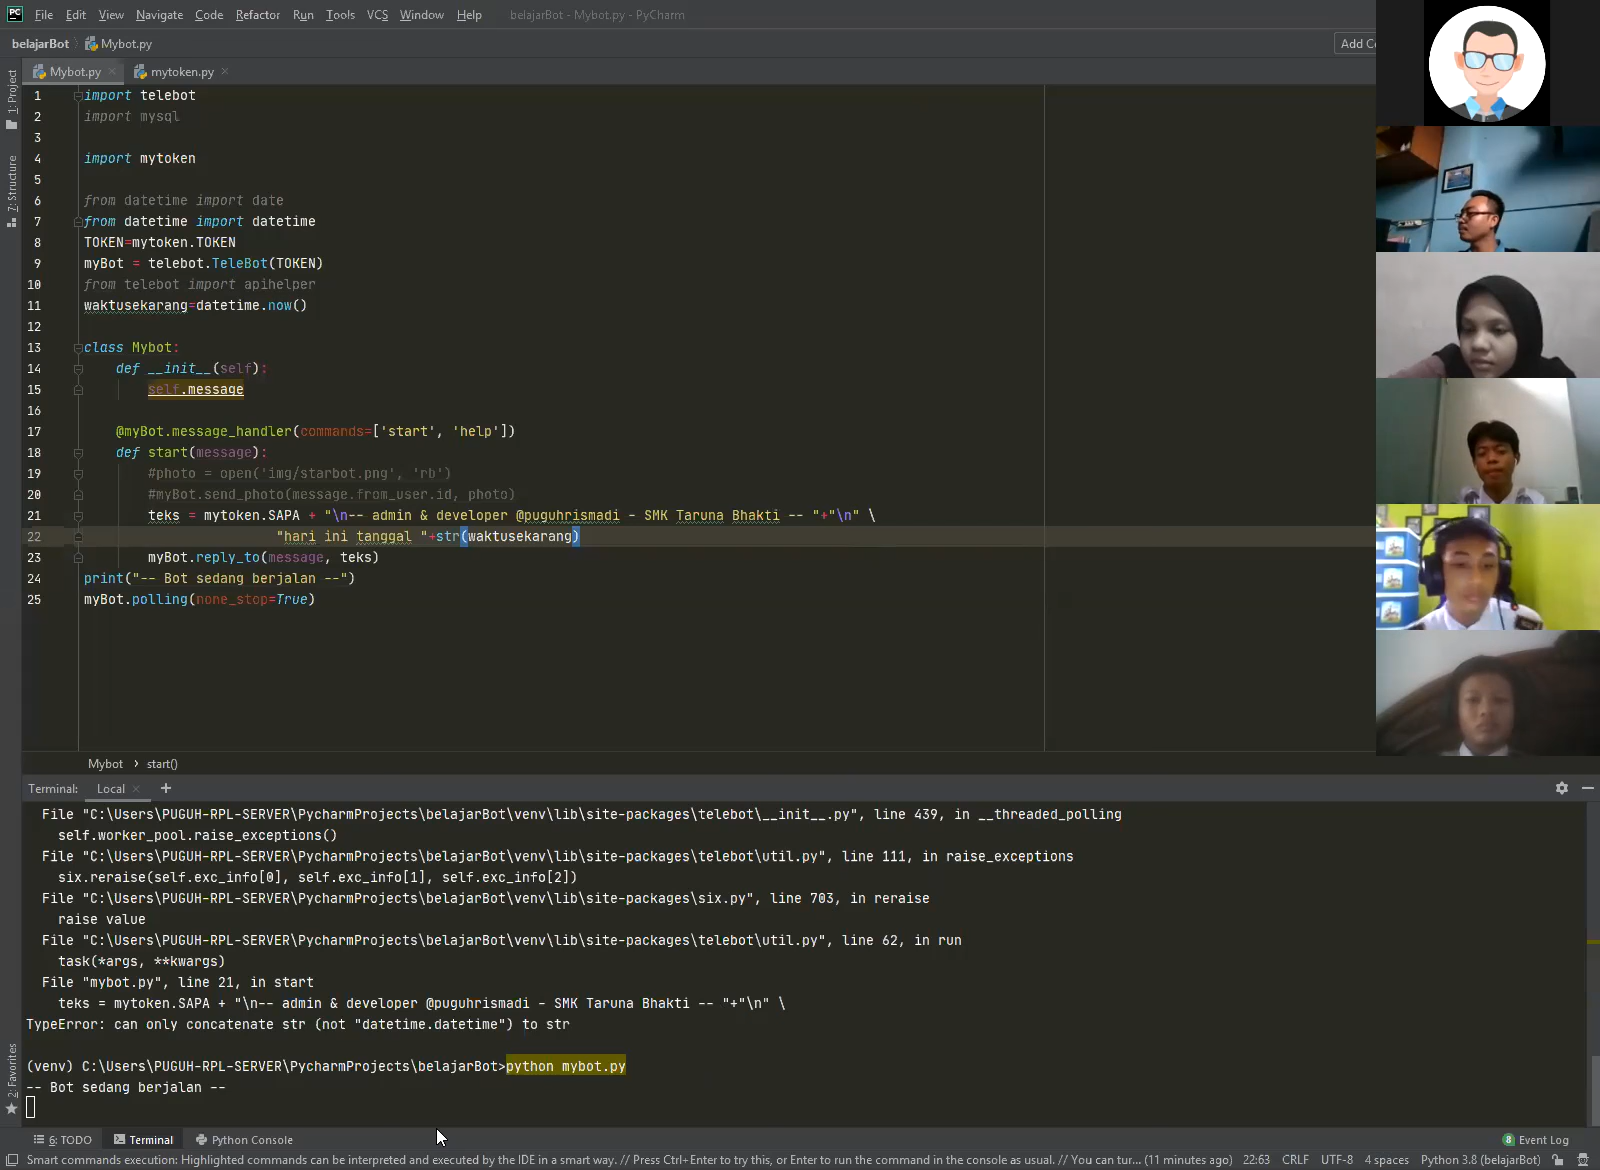 PC File Edit View Navigate Code Refactor Run Tools VCS Window Help belajarBot - Mybot.py - PyCharm
belajarBot Mybot.py Add Co
Mybot.py mytoken.py
1: Project
7: Structure
2: Favorites
1 import telebot
2 import mysql
3
4 import mytoken
5
6 from datetime import date
7 from datetime import datetime
8 TOKEN=mytoken.TOKEN
9 myBot = telebot.TeleBot(TOKEN)
10 from telebot import apihelper
11 waktusekarang=datetime.now()
12
13 class Mybot:
14 def __init__(self):
15 self.message
16
17 @myBot.message_handler(commands=['start', 'help'])
18 def start(message):
19 #photo = open('img/starbot.png', 'rb')
20 #myBot.send_photo(message.from_user.id, photo)
21 teks = mytoken.SAPA + "\n-- admin & developer @puguhrismadi - SMK Taruna Bhakti -- "+"\n" \
22 "hari ini tanggal "+str(waktusekarang)
23 myBot.reply_to(message, teks)
24 print("-- Bot sedang berjalan --")
25 myBot.polling(none_stop=True)
Mybot › start()
Terminal: Local × +
File "C:\Users\PUGUH-RPL-SERVER\PycharmProjects\belajarBot\venv\lib\site-packages\telebot\__init__.py", line 439, in __threaded_polling
self.worker_pool.raise_exceptions()
File "C:\Users\PUGUH-RPL-SERVER\PycharmProjects\belajarBot\venv\lib\site-packages\telebot\util.py", line 111, in raise_exceptions
six.reraise(self.exc_info[0], self.exc_info[1], self.exc_info[2])
File "C:\Users\PUGUH-RPL-SERVER\PycharmProjects\belajarBot\venv\lib\site-packages\six.py", line 703, in reraise
raise value
File "C:\Users\PUGUH-RPL-SERVER\PycharmProjects\belajarBot\venv\lib\site-packages\telebot\util.py", line 62, in run
task(*args, **kwargs)
File "mybot.py", line 21, in start
teks = mytoken.SAPA + "\n-- admin & developer @puguhrismadi - SMK Taruna Bhakti -- "+"\n" \
TypeError: can only concatenate str (not "datetime.datetime") to str
(venv) C:\Users\PUGUH-RPL-SERVER\PycharmProjects\belajarBot>python mybot.py
-- Bot sedang berjalan --
6: TODO Terminal Python Console 8 Event Log
Smart commands execution: Highlighted commands can be interpreted and executed by the IDE in a smart way. // Press Ctrl+Enter to try this, or Enter to run the command in the console as usual. // You can tur... (11 minutes ago) 22:63 CRLF UTF-8 4 spaces Python 3.8 (belajarBot)